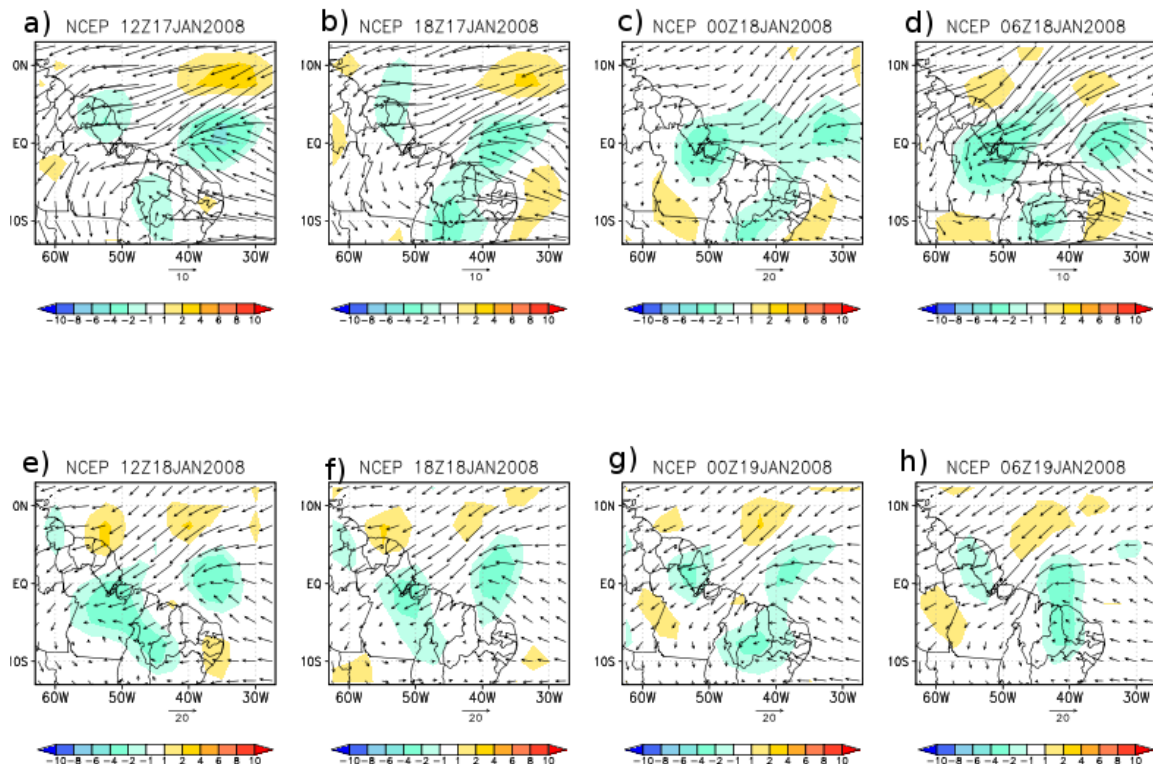 a) NCEP 12Z17JAN2008
b) NCEP 18Z17JAN2008
c) NCEP 00Z18JAN2008
d) NCEP 06Z18JAN2008
0N 10N 10N 10N
EQ EQ EQ EQ
10S 10S 10S 10S
60W 50W 40W 30W 60W 50W 40W 30W 60W 50W 40W 30W 60W 50W 40W 30W
10 10 20 10
-10 -8 -6 -4 -2 -1 1 2 4 6 8 10 -10 -8 -6 -4 -2 -1 1 2 4 6 8 10 -10 -8 -6 -4 -2 -1 1 2 4 6 8 10 -10 -8 -6 -4 -2 -1 1 2 4 6 8 10
e) NCEP 12Z18JAN2008
f) NCEP 18Z18JAN2008
g) NCEP 00Z19JAN2008
h) NCEP 06Z19JAN2008
0N 10N 10N 10N
EQ EQ EQ EQ
10S 10S 10S 10S
60W 50W 40W 30W 60W 50W 40W 30W 60W 50W 40W 30W 60W 50W 40W 30W
20 20 20 20
-10 -8 -6 -4 -2 -1 1 2 4 6 8 10 -10 -8 -6 -4 -2 -1 1 2 4 6 8 10 -10 -8 -6 -4 -2 -1 1 2 4 6 8 10 -10 -8 -6 -4 -2 -1 1 2 4 6 8 10